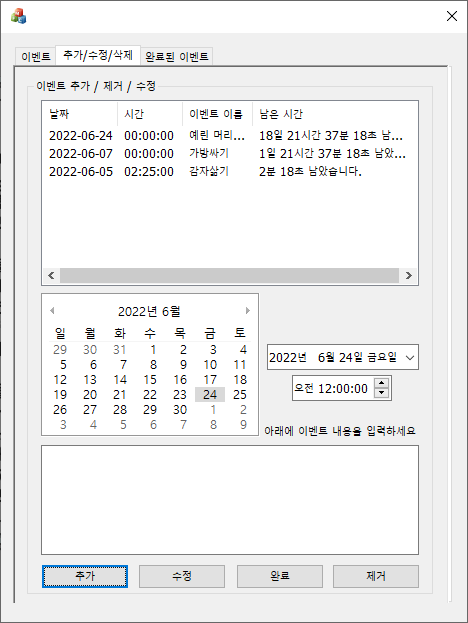 이벤트 추가/수정/삭제 완료된 이벤트
이벤트 추가 / 제거 / 수정
날짜 시간 이벤트 이름 남은 시간
2022-06-24 00:00:00 예린 머리... 18일 21시간 37분 18초 남...
2022-06-07 00:00:00 가방싸기 1일 21시간 37분 18초 남았...
2022-06-05 02:25:00 감자삶기 2분 18초 남았습니다.
2022년 6월
일 월 화 수 목 금 토
29 30 31 1 2 3 4
5 6 7 8 9 10 11
12 13 14 15 16 17 18
19 20 21 22 23 24 25
26 27 28 29 30 1 2
3 4 5 6 7 8 9
2022년 6월 24일 금요일
오전 12:00:00
아래에 이벤트 내용을 입력하세요
추가 수정 완료 제거